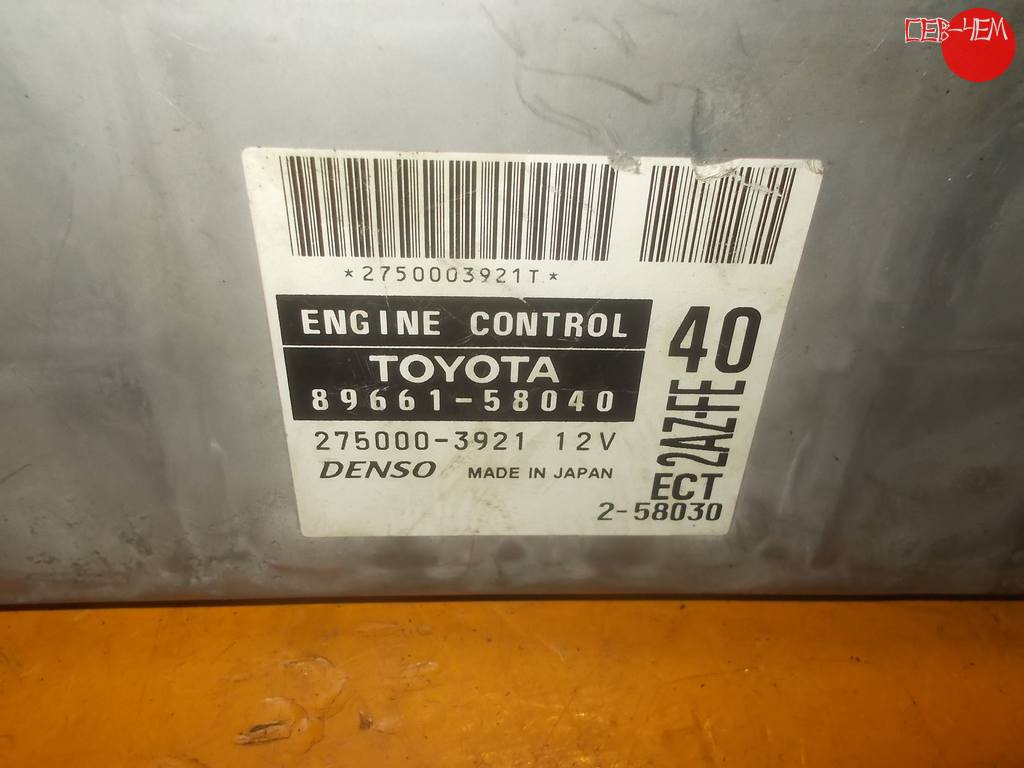 СЕВ-ЧЕМ
*2750003921T*
ENGINE CONTROL
TOYOTA
89661-58040
275000-3921 12V
DENSO MADE IN JAPAN
40
2AZ-FE
ECT
2-58030